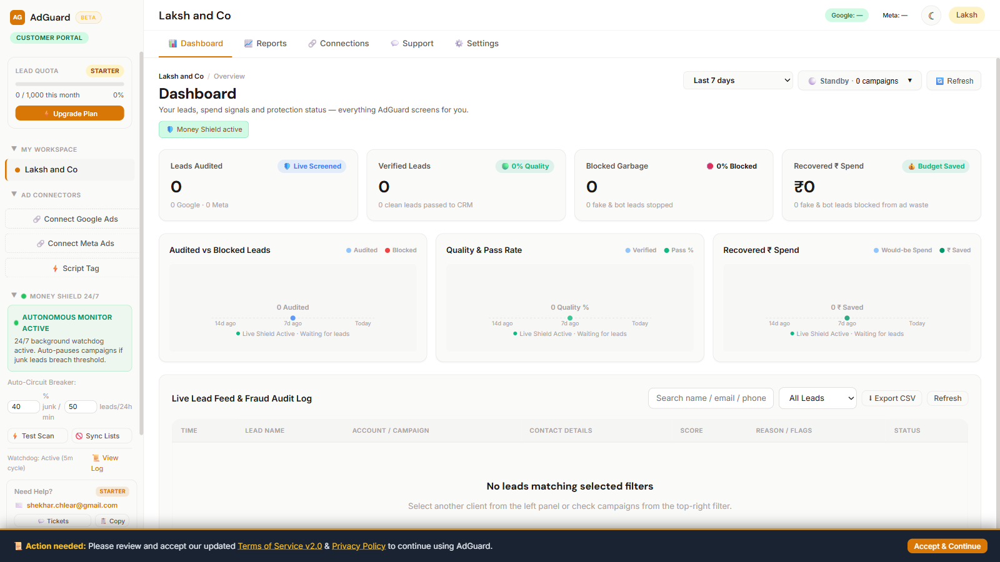 AG AdGuard BETA
CUSTOMER PORTAL
LEAD QUOTA STARTER
0 / 1,000 this month 0%
Upgrade Plan
MY WORKSPACE
Laksh and Co
AD CONNECTORS
Connect Google Ads
Connect Meta Ads
Script Tag
MONEY SHIELD 24/7
AUTONOMOUS MONITOR
ACTIVE
24/7 background watchdog
active. Auto-pauses campaigns if
junk leads breach threshold.
Auto-Circuit Breaker:
40 % junk / min 50 leads/24h
Test Scan Sync Lists
Watchdog: Active (5m cycle) View Log
Need Help? STARTER
shekhar.chlear@gmail.com
Tickets Copy
Laksh and Co Google: — Meta: — Laksh
Dashboard Reports Connections Support Settings
Laksh and Co / Overview
Dashboard
Your leads, spend signals and protection status — everything AdGuard screens for you.
Money Shield active
Last 7 days Standby · 0 campaigns Refresh
Leads Audited Live Screened
0
0 Google · 0 Meta
Verified Leads 0% Quality
0
0 clean leads passed to CRM
Blocked Garbage 0% Blocked
0
0 fake & bot leads stopped
Recovered ₹ Spend Budget Saved
₹0
0 fake & bot leads blocked from ad waste
Audited vs Blocked Leads Audited Blocked
0 Audited
14d ago 7d ago Today
Live Shield Active · Waiting for leads
Quality & Pass Rate Verified Pass %
0 Quality %
14d ago 7d ago Today
Live Shield Active · Waiting for leads
Recovered ₹ Spend Would-be Spend ₹ Saved
0 ₹ Saved
14d ago 7d ago Today
Live Shield Active · Waiting for leads
Live Lead Feed & Fraud Audit Log Search name / email / phone All Leads Export CSV Refresh
TIME LEAD NAME ACCOUNT / CAMPAIGN CONTACT DETAILS SCORE REASON / FLAGS STATUS
No leads matching selected filters
Select another client from the left panel or check campaigns from the top-right filter.
Action needed: Please review and accept our updated Terms of Service v2.0 & Privacy Policy to continue using AdGuard. Accept & Continue